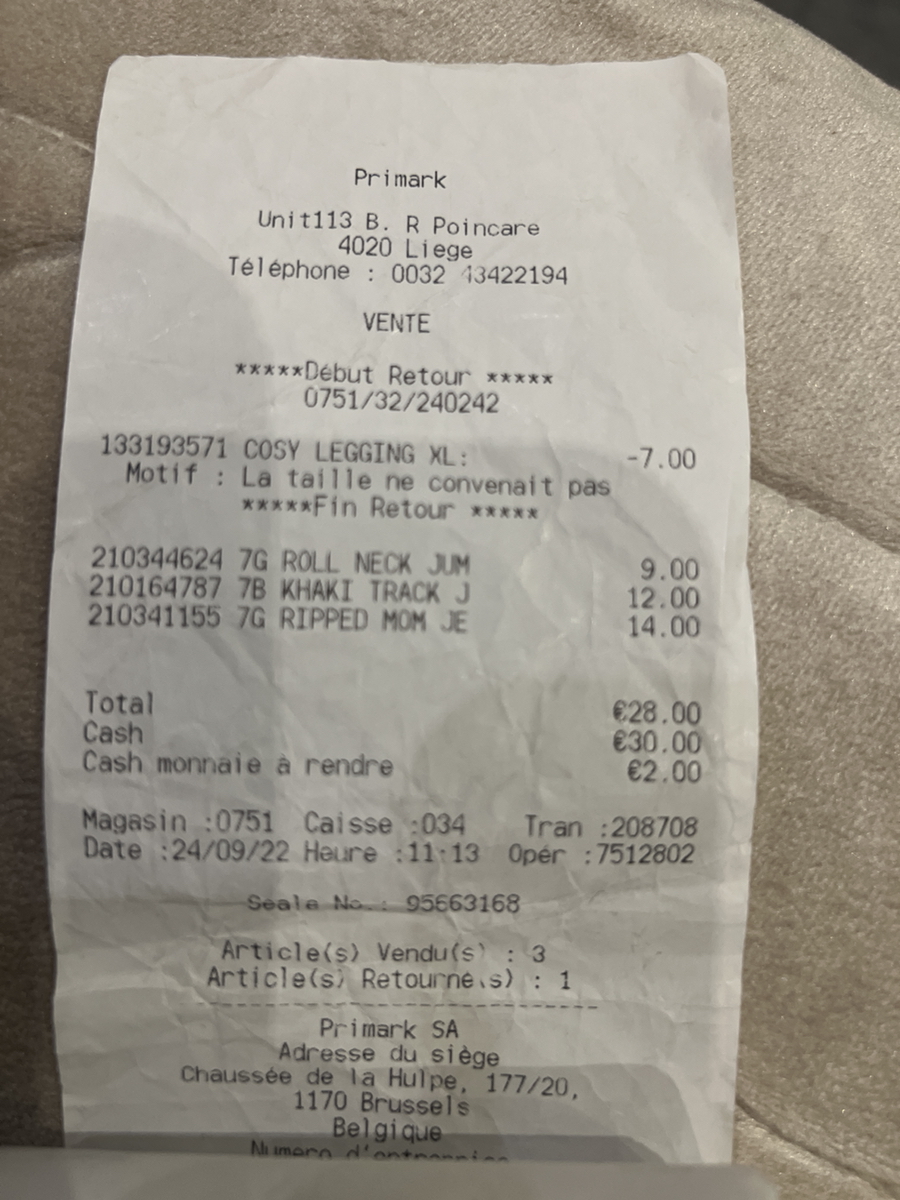 Primark
Unit113 B. R Poincare
4020 Liege
Téléphone : 0032 43422194
VENTE
*****Début Retour *****
0751/32/240242
133193571 COSY LEGGING XL: -7.00
Motif : La taille ne convenait pas
*****Fin Retour *****
210344624 7G ROLL NECK JUM 9.00
210164787 7B KHAKI TRACK J 12.00
210341155 7G RIPPED MOM JE 14.00
Total €28.00
Cash €30.00
Cash monnaie à rendre €2.00
Magasin :0751 Caisse :034 Tran :208708
Date :24/09/22 Heure :11:13 Opér :7512802
Seale No.: 95663168
Article(s) Vendu(s) : 3
Article(s) Retourné(s) : 1
------------------------------
Primark SA
Adresse du siège
Chaussée de la Hulpe, 177/20,
1170 Brussels
Belgique
Numero d'entreprise